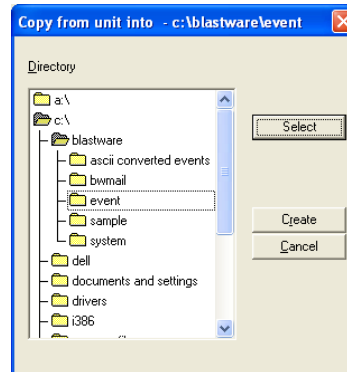 Copy from unit into - c:\blastware\event
Directory
a:\
c:\
blastware
ascii converted events
bwmail
event
sample
system
dell
documents and settings
drivers
i386
Select
Create
Cancel